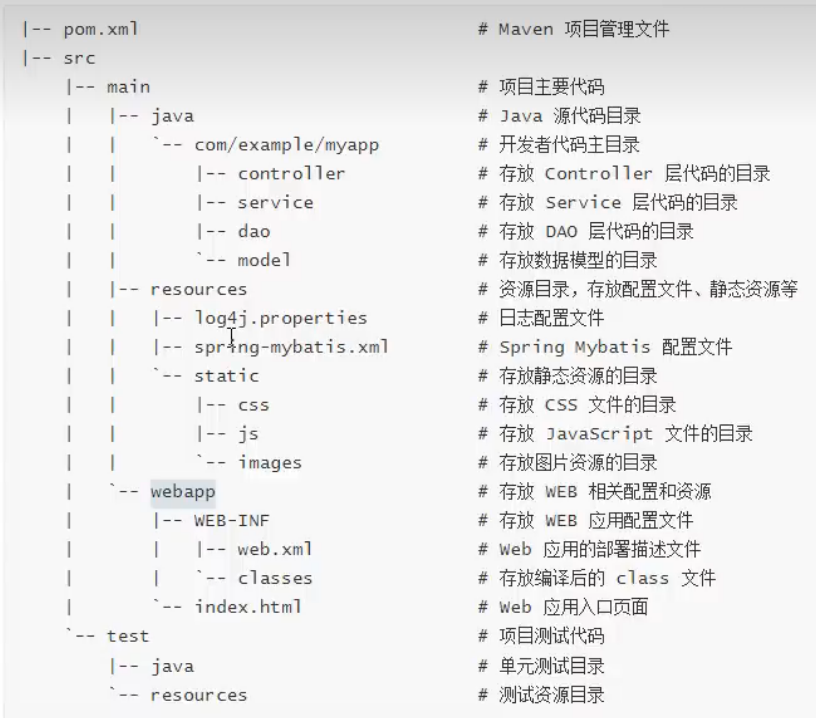 |-- pom.xml                               # Maven 项目管理文件
|-- src
    |-- main                              # 项目主要代码
    |   |-- java                          # Java 源代码目录
    |   |   `-- com/example/myapp         # 开发者代码主目录
    |   |       |-- controller            # 存放 Controller 层代码的目录
    |   |       |-- service               # 存放 Service 层代码的目录
    |   |       |-- dao                   # 存放 DAO 层代码的目录
    |   |       `-- model                 # 存放数据模型的目录
    |   |-- resources                     # 资源目录，存放配置文件、静态资源等
    |   |   |-- log4j.properties          # 日志配置文件
    |   |   |-- spring-mybatis.xml        # Spring Mybatis 配置文件
    |   |   `-- static                    # 存放静态资源的目录
    |   |       |-- css                   # 存放 CSS 文件的目录
    |   |       |-- js                    # 存放 JavaScript 文件的目录
    |   |       `-- images                # 存放图片资源的目录
    |   `-- webapp                        # 存放 WEB 相关配置和资源
    |       |-- WEB-INF                   # 存放 WEB 应用配置文件
    |       |   |-- web.xml               # Web 应用的部署描述文件
    |       |   `-- classes               # 存放编译后的 class 文件
    |       `-- index.html                # Web 应用入口页面
    `-- test                              # 项目测试代码
        |-- java                          # 单元测试目录
        `-- resources                     # 测试资源目录